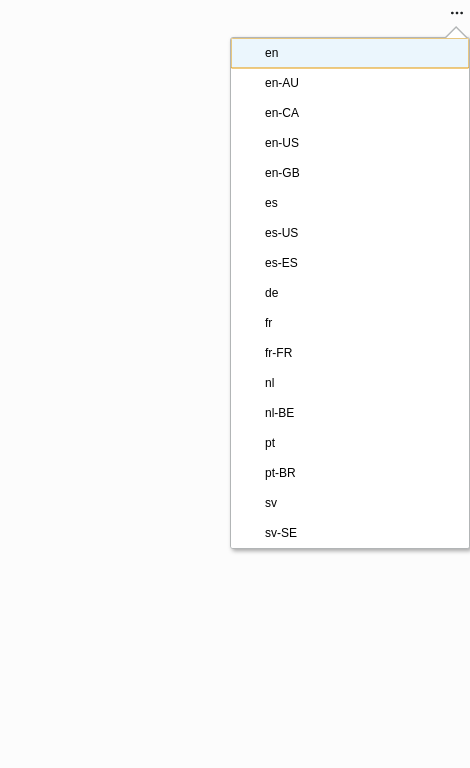 en
en-AU
en-CA
en-US
en-GB
es
es-US
es-ES
de
fr
fr-FR
nl
nl-BE
pt
pt-BR
sv
sv-SE